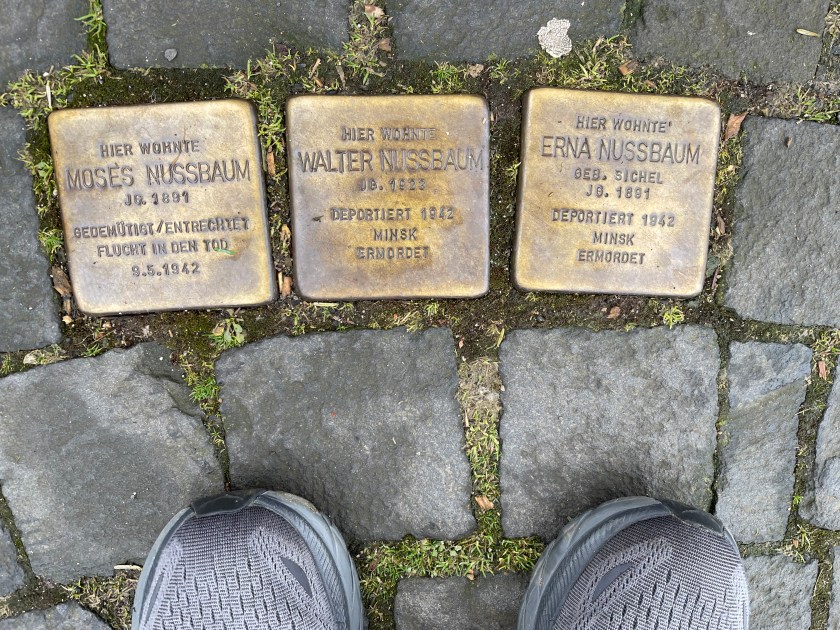 HIER WOHNTE
MOSES NUSSBAUM
JG. 1891
GEDEMÜTIGT/ENTRECHTET
FLUCHT IN DEN TOD
9.5.1942
HIER WOHNTE
WALTER NUSSBAUM
JG. 1923
DEPORTIERT 1942
MINSK
ERMORDET
HIER WOHNTE
ERNA NUSSBAUM
GEB. SICHEL
JG. 1891
DEPORTIERT 1942
MINSK
ERMORDET